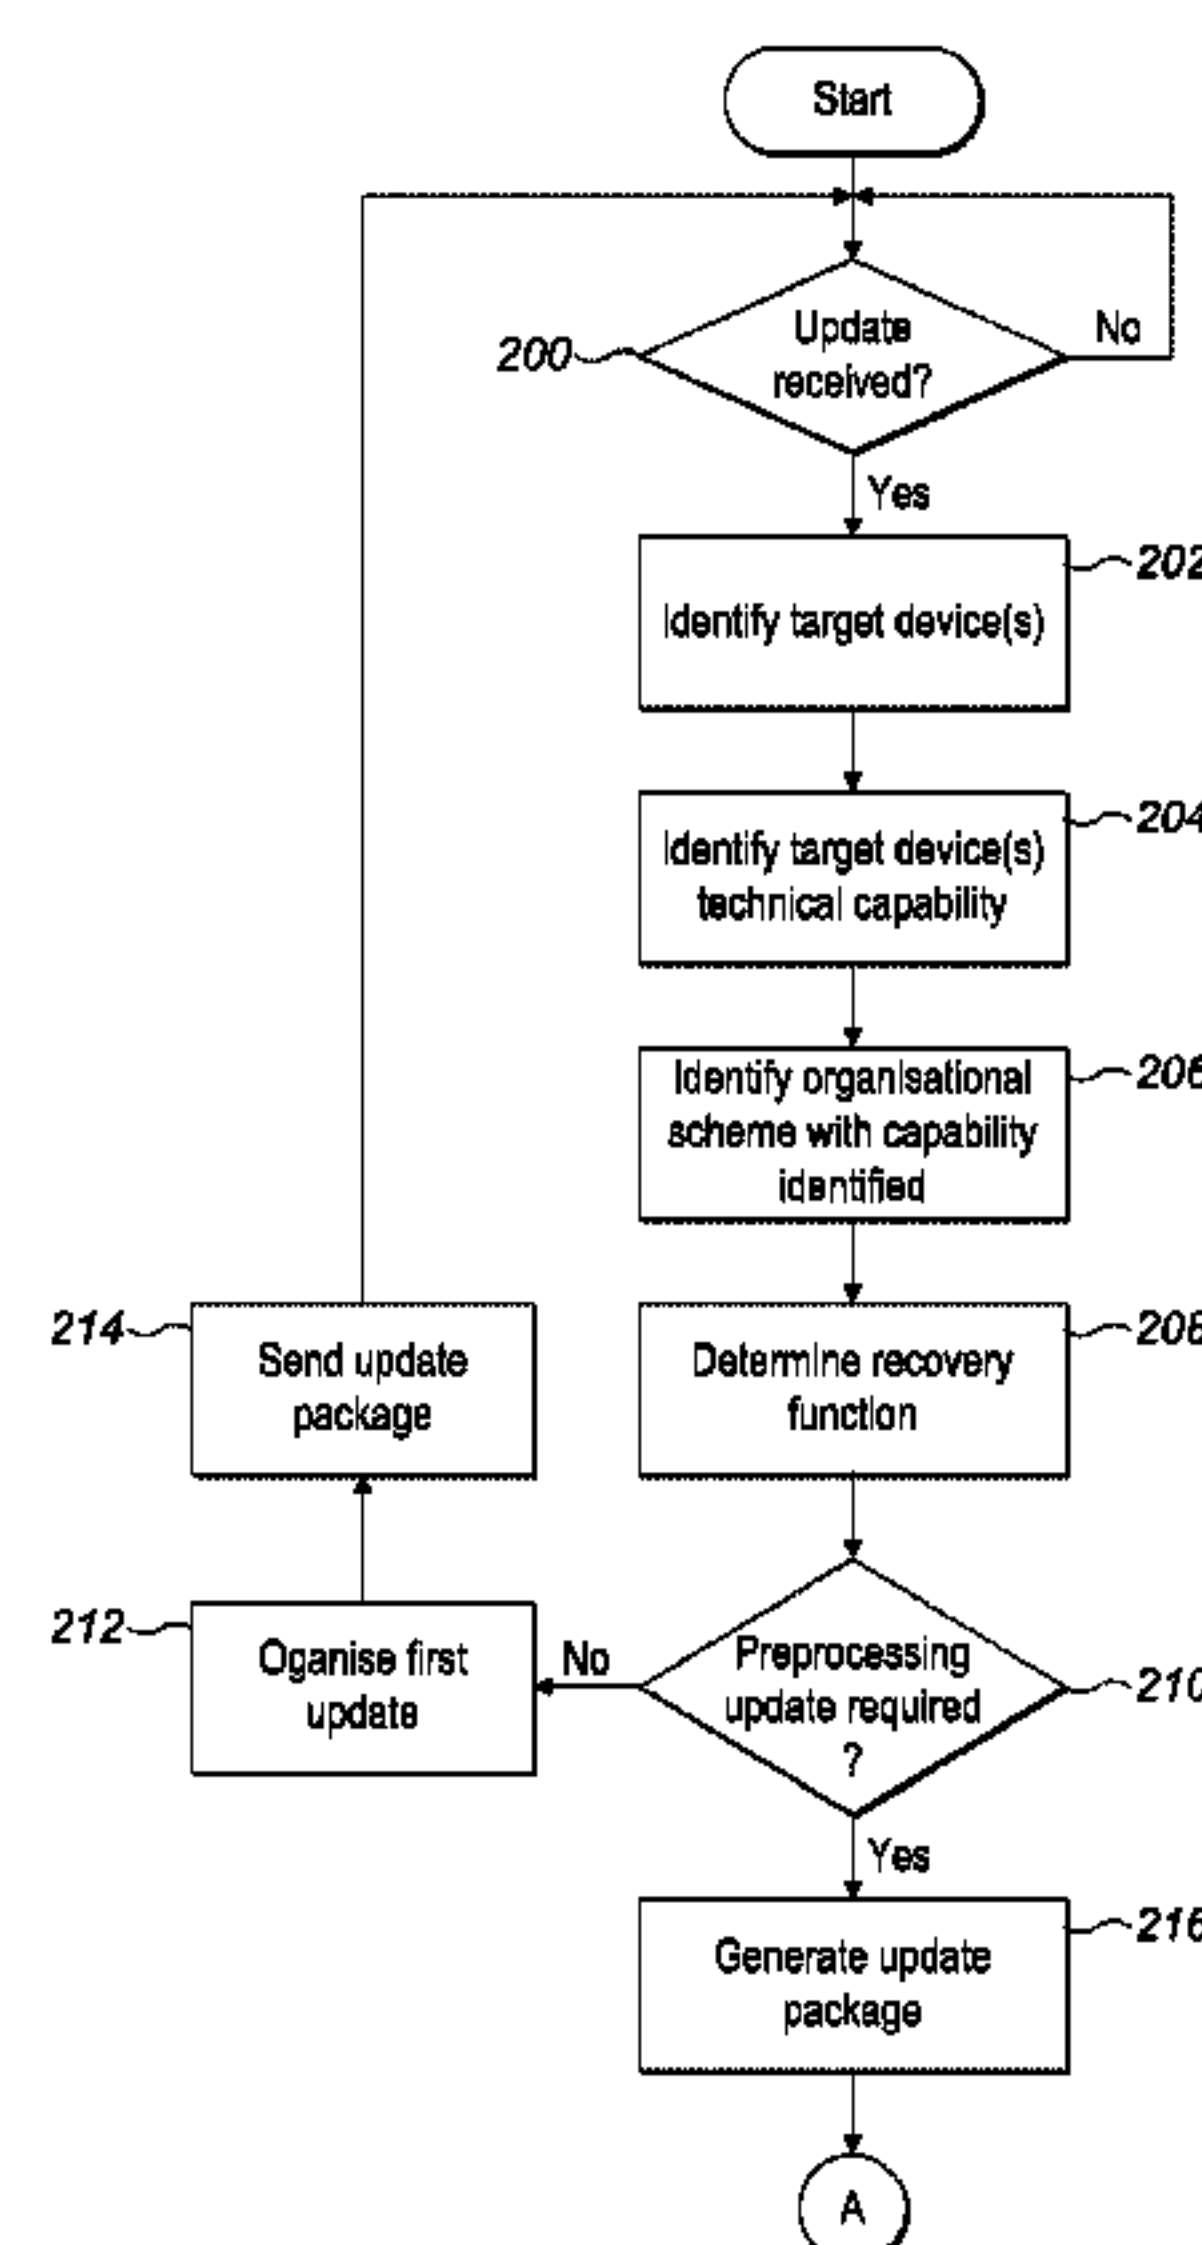 Start
Update
received?
No
200
Yes
Identify target device(s)
202
Identify target device(s)
technical capability
204
Identify organisational
scheme with capability
identified
206
214
Send update
package
Determine recovery
function
208
212
Oganise first
update
No
Preprocessing
update required
?
210
Yes
Generate update
package
216
A